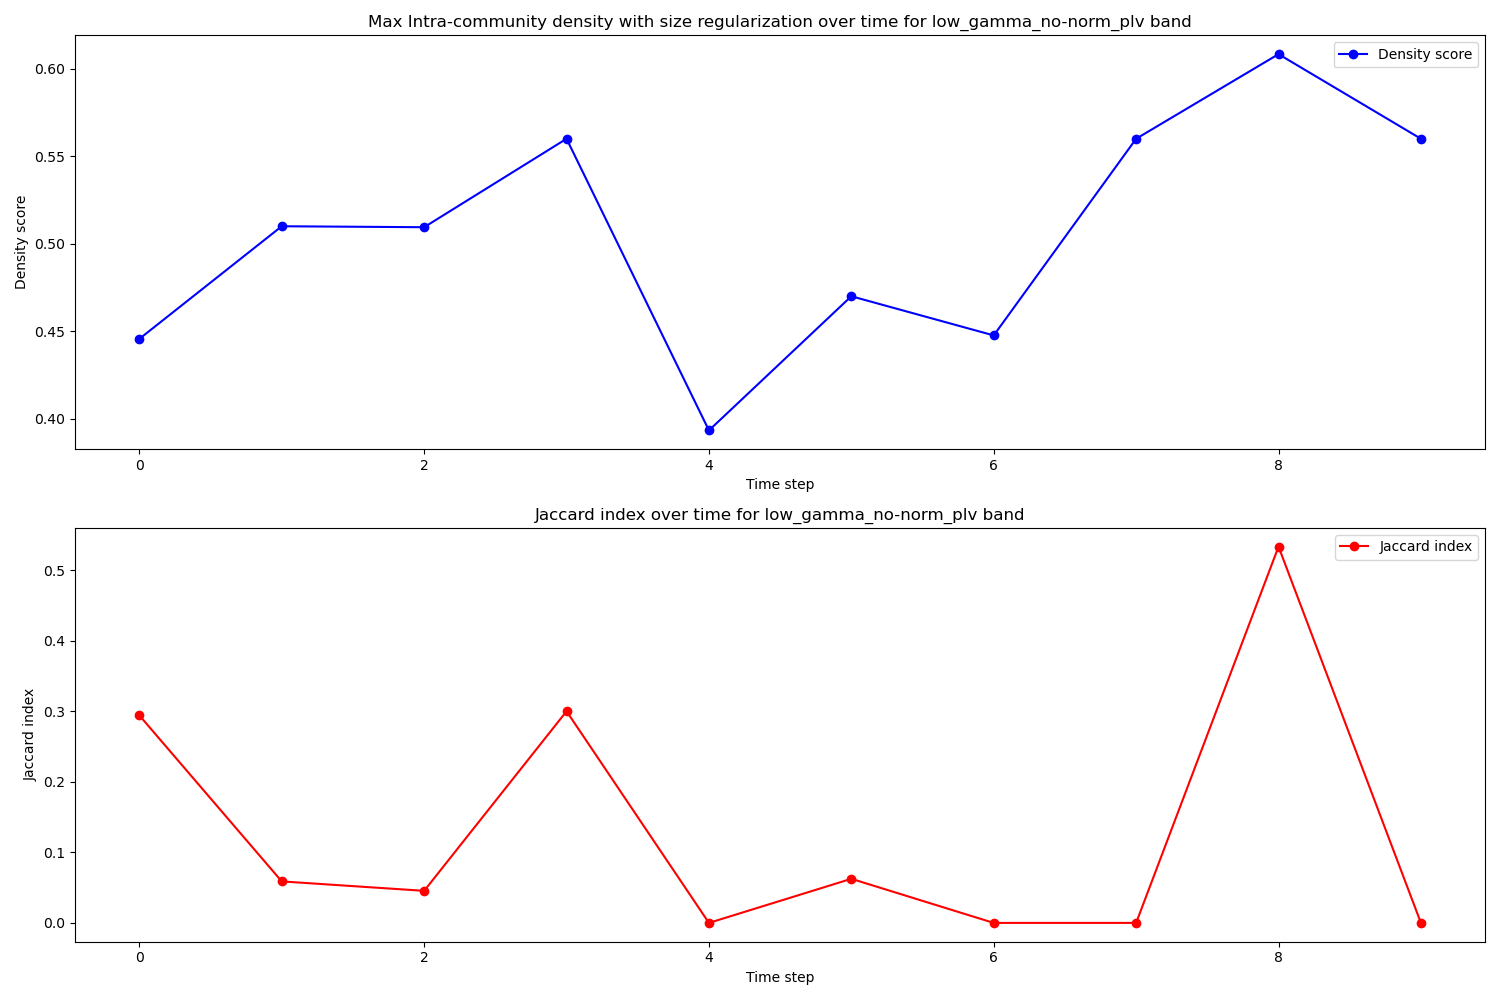 Max Intra-community density with size regularization over time for low_gamma_no-norm_plv band
Density score
0.60
0.55
0.50
0.45
0.40
Density score
0 2 4 6 8
Time step
Jaccard index over time for low_gamma_no-norm_plv band
Jaccard index
0.5
0.4
0.3
0.2
0.1
0.0
Jaccard index
0 2 4 6 8
Time step